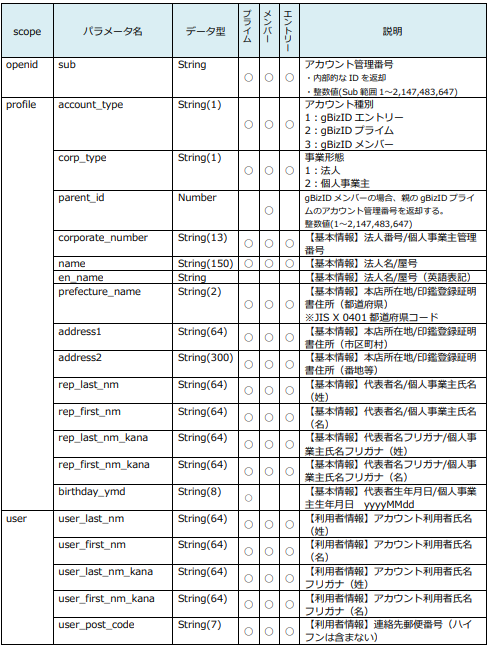 scope パラメータ名 データ型 プライム メンバー エントリー 説明
openid sub String ○ ○ ○ アカウント管理番号
・内部的な ID を返却
・整数値(Sub 範囲 1～2,147,483,647)
profile account_type String(1) ○ ○ ○ アカウント種別
1：gBizID エントリー
2：gBizID プライム
3：gBizID メンバー
corp_type String(1) ○ ○ ○ 事業形態
1：法人
2：個人事業主
parent_id Number ○ gBizID メンバーの場合、親の gBizID プライ
ムのアカウント管理番号を返却する。
整数値(1～2,147,483,647)
corporate_number String(13) ○ ○ ○ 【基本情報】法人番号/個人事業主管理
番号
name String(150) ○ ○ ○ 【基本情報】法人名/屋号
en_name String 【基本情報】法人名/屋号（英語表記）
prefecture_name String(2) ○ ○ ○ 【基本情報】本店所在地/印鑑登録証明
書住所（都道府県）
※JIS X 0401 都道府県コード
address1 String(64) ○ ○ ○ 【基本情報】本店所在地/印鑑登録証明
書住所（市区町村）
address2 String(300) ○ ○ ○ 【基本情報】本店所在地/印鑑登録証明
書住所（番地等）
rep_last_nm String(64) ○ ○ ○ 【基本情報】代表者名/個人事業主氏名
（姓）
rep_first_nm String(64) ○ ○ ○ 【基本情報】代表者名/個人事業主氏名
（名）
rep_last_nm_kana String(64) ○ ○ ○ 【基本情報】代表者名フリガナ/個人事
業主氏名フリガナ（姓）
rep_first_nm_kana String(64) ○ ○ ○ 【基本情報】代表者名フリガナ/個人事
業主氏名フリガナ（名）
birthday_ymd String(8) ○ 【基本情報】代表者生年月日/個人事業
主生年月日　yyyyMMdd
user user_last_nm String(64) ○ ○ ○ 【利用者情報】アカウント利用者氏名
（姓）
user_first_nm String(64) ○ ○ ○ 【利用者情報】アカウント利用者氏名
（名）
user_last_nm_kana String(64) ○ ○ ○ 【利用者情報】アカウント利用者氏名
フリガナ（姓）
user_first_nm_kana String(64) ○ ○ ○ 【利用者情報】アカウント利用者氏名
フリガナ（名）
user_post_code String(7) ○ ○ ○ 【利用者情報】連絡先郵便番号（ハイ
フンは含まない）